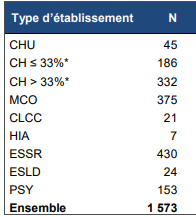 Type d'établissement N
CHU 45
CH ≤ 33%* 186
CH > 33%* 332
MCO 375
CLCC 21
HIA 7
ESSR 430
ESLD 24
PSY 153
Ensemble 1 573